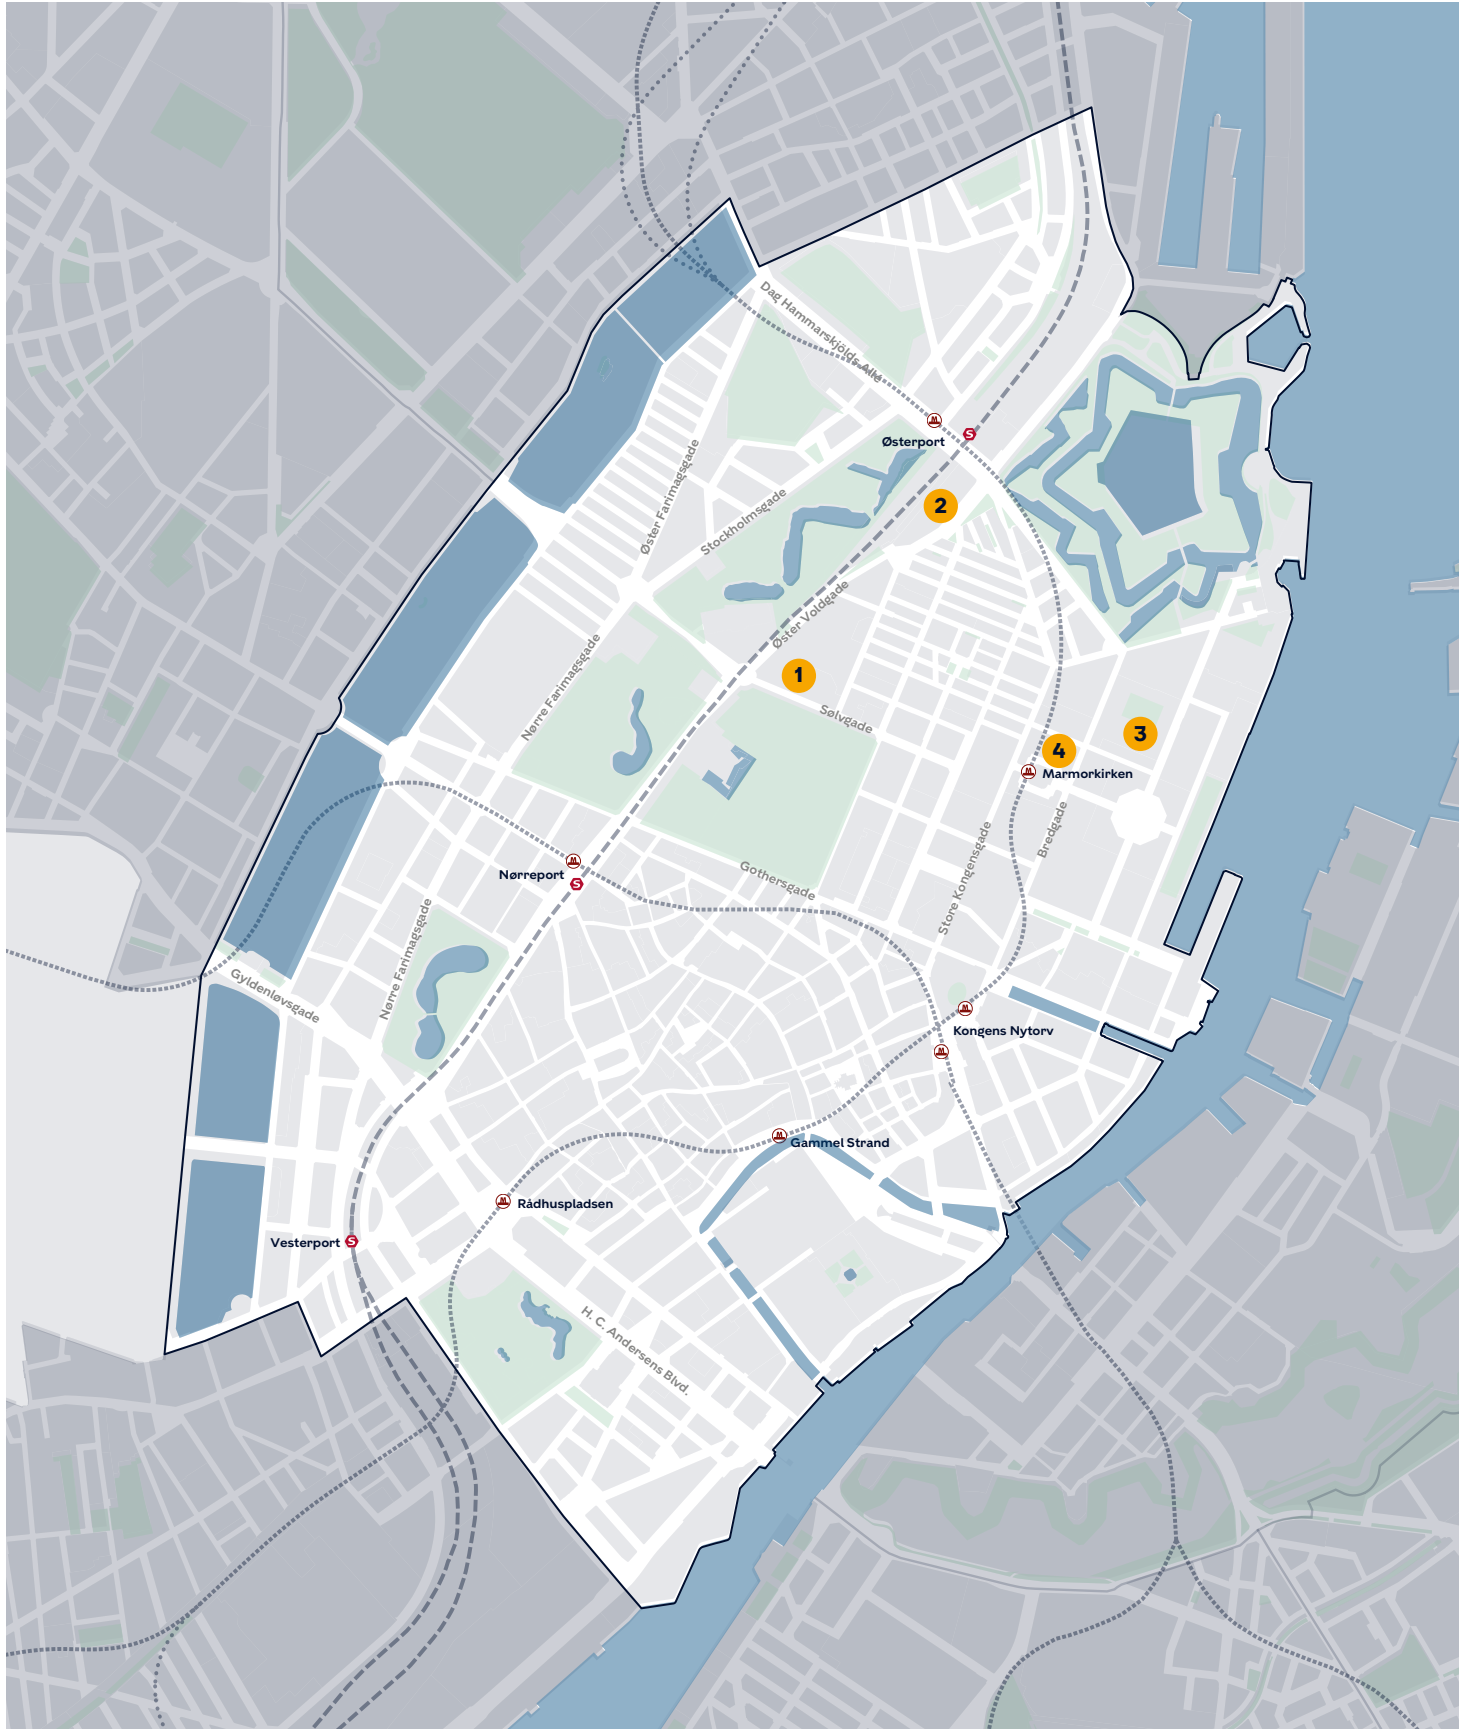 Dag Hammarskjölds Allé
M
S
Østerport
Øster Farimagsgade
Stockholmsgade
2
Øster Voldgade
Nørre Farimagsgade
1
Sølvgade
3
4
M
Marmorkirken
Bredgade
Store Kongensgade
M
Nørreport
S
Gothersgade
Nørre Farimagsgade
Gyldenløvsgade
M
Kongens Nytorv
M
M
Gammel Strand
M
Rådhuspladsen
Vesterport
S
H. C. Andersens Blvd.